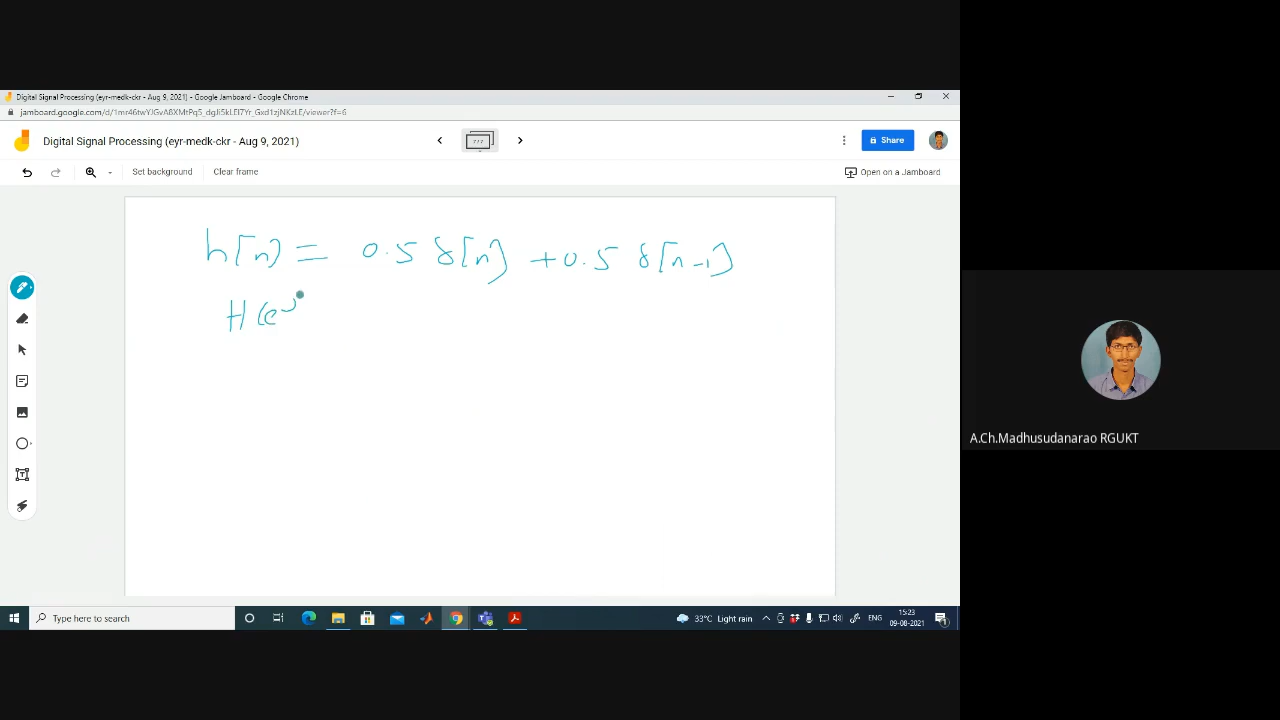 Digital Signal Processing (eyr-medk-ckr - Aug 9, 2021) - Google Jamboard - Google Chrome
Digital Signal Processing (eyr-medk-ckr - Aug 9, 2021)
Share
Set background
Clear frame
Open on a Jamboard
h[n] = 0.5 δ[n] + 0.5 δ[n-1]
H(e^j
A.Ch.Madhusudanarao RGUKT
Type here to search
33°C Light rain
ENG
15:23
09-08-2021